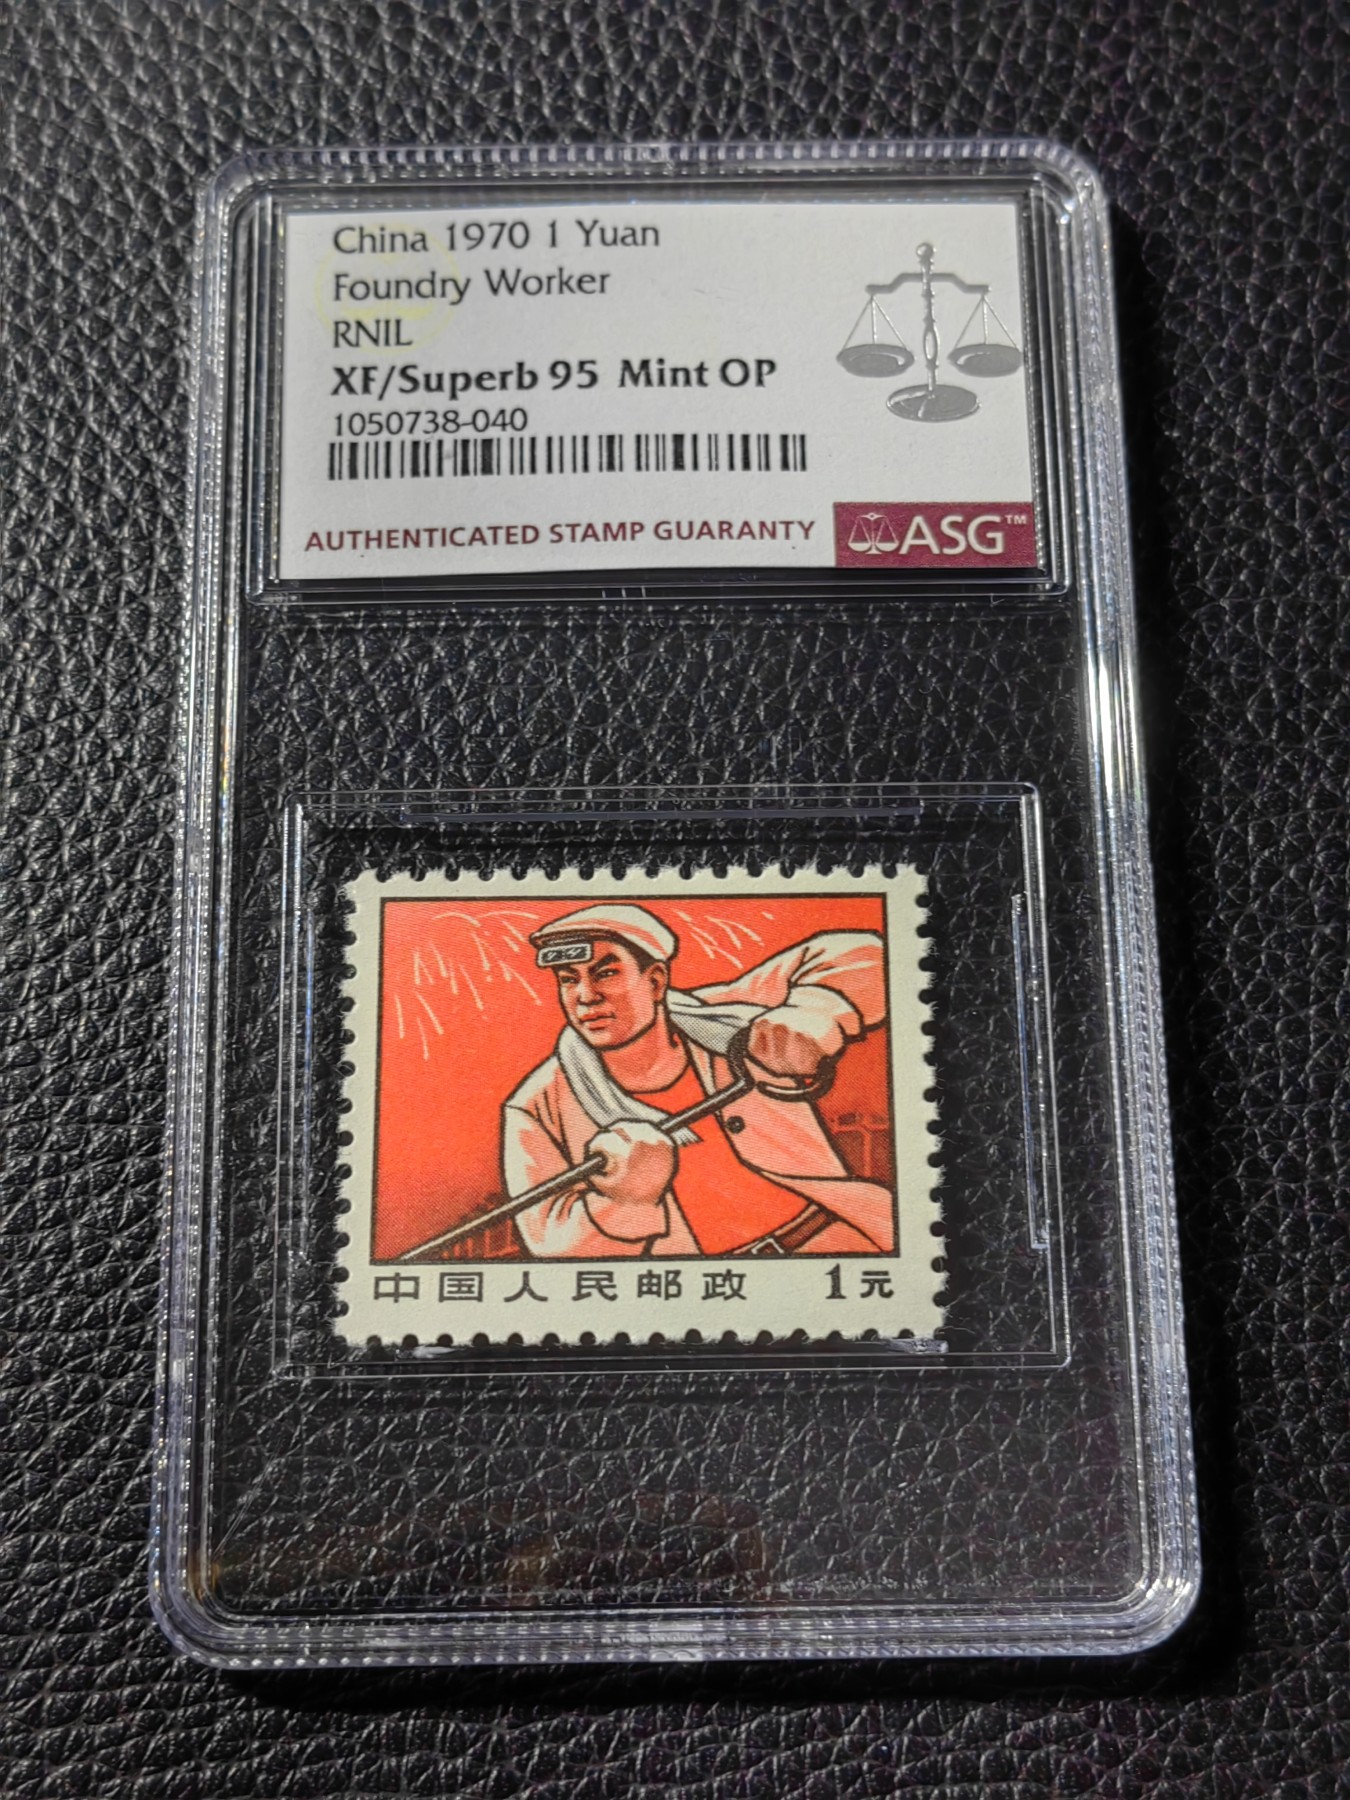 China 1970 1 Yuan
Foundry Worker
RNIL
XF/Superb 95 Mint OP
1050738-040
AUTHENTICATED STAMP GUARANTY
ASG™
中国人民邮政 1元